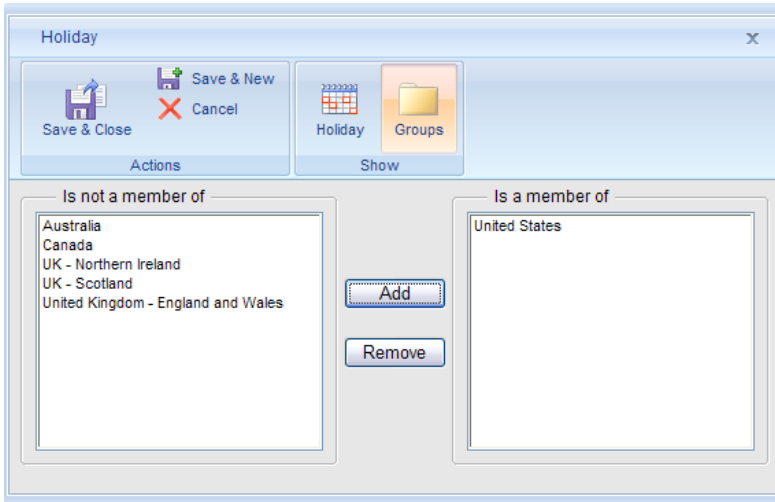 Holiday
x
Save & Close
Save & New
Cancel
Actions
Holiday
Groups
Show
Is not a member of
Australia
Canada
UK - Northern Ireland
UK - Scotland
United Kingdom - England and Wales
Add
Remove
Is a member of
United States